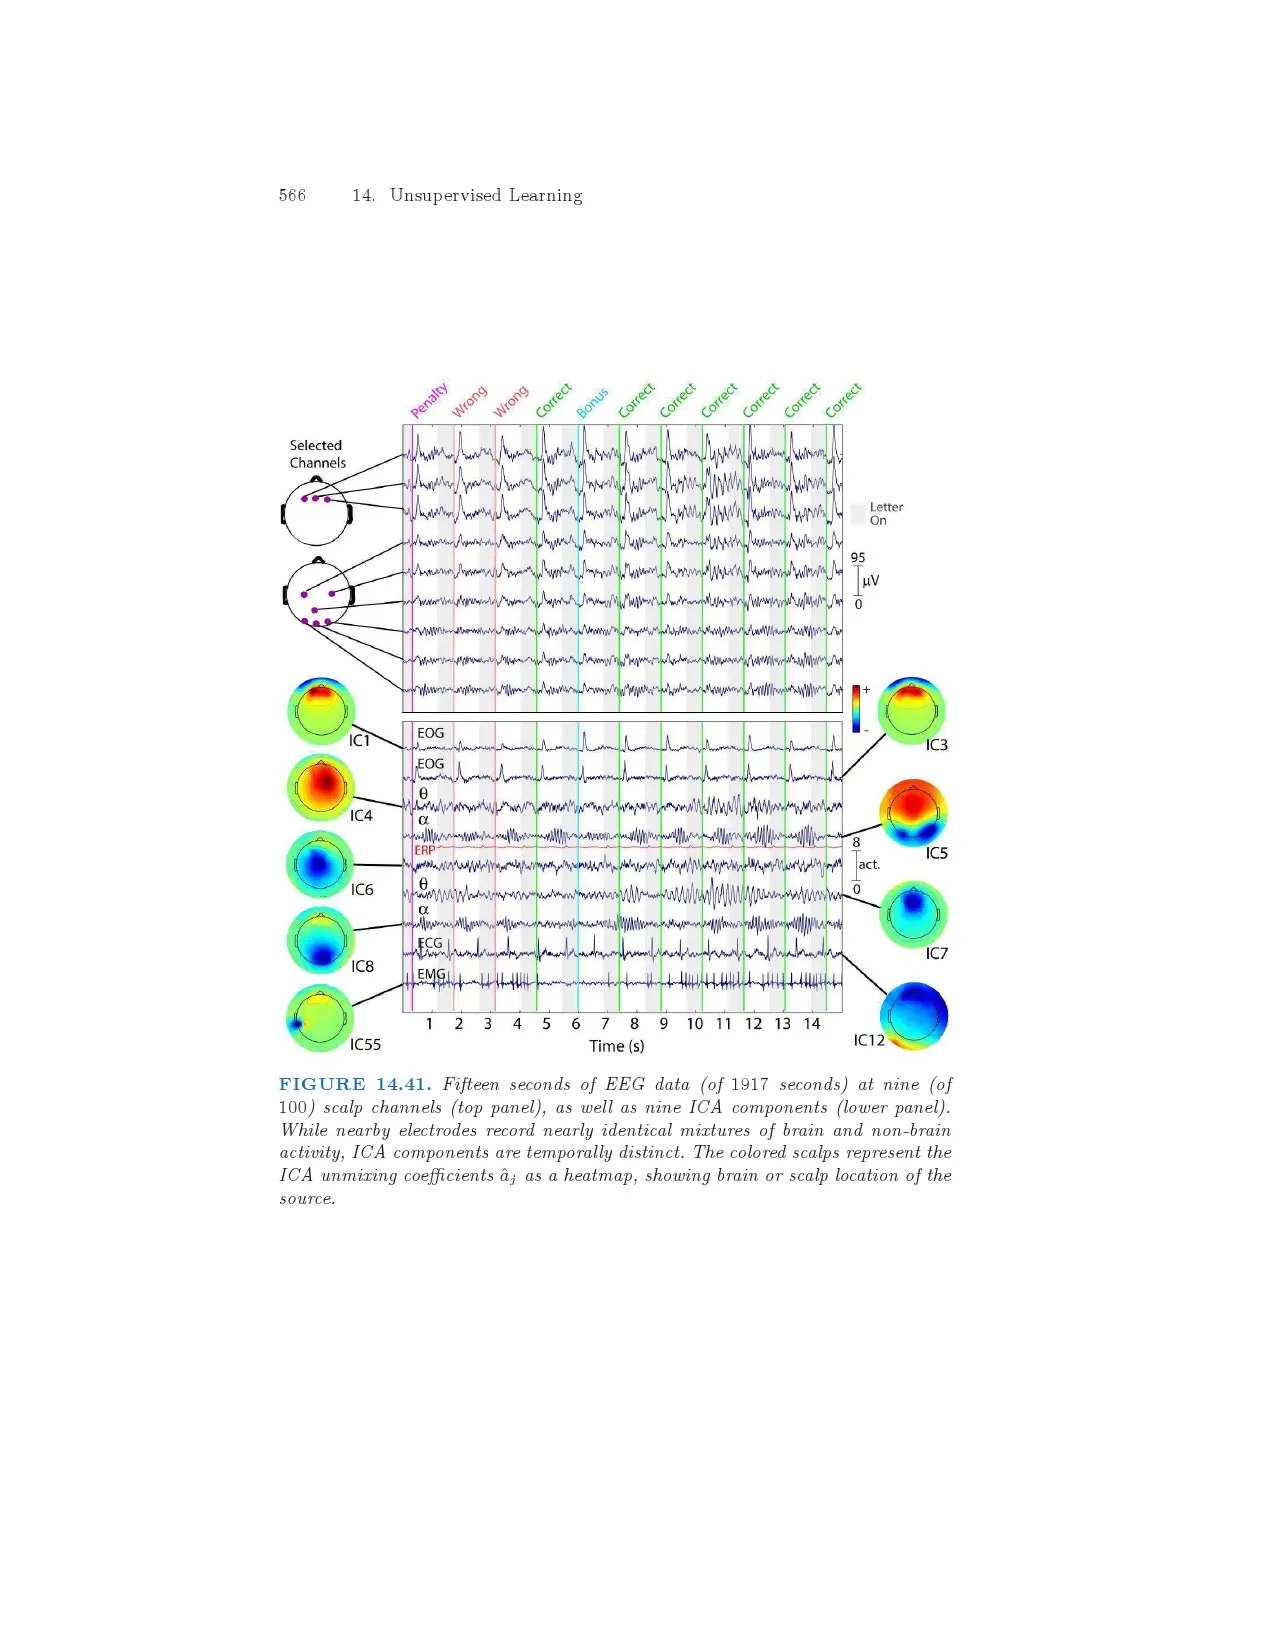 566 14. Unsupervised Learning
Penalty Wrong Wrong Correct Bonus Correct Correct Correct Correct Correct Correct
Selected
Channels
Letter
On
95
μV
0
+
-
IC1
IC4
IC6
IC8
IC55
EOG
EOG
θ
α
ERP
θ
α
ECG
EMG
IC3
IC5
8
act.
0
IC7
IC12
1 2 3 4 5 6 7 8 9 10 11 12 13 14
Time (s)
FIGURE 14.41. Fifteen seconds of EEG data (of 1917 seconds) at nine (of
100) scalp channels (top panel), as well as nine ICA components (lower panel).
While nearby electrodes record nearly identical mixtures of brain and non-brain
activity, ICA components are temporally distinct. The colored scalps represent the
ICA unmixing coefficients âⱼ as a heatmap, showing brain or scalp location of the
source.